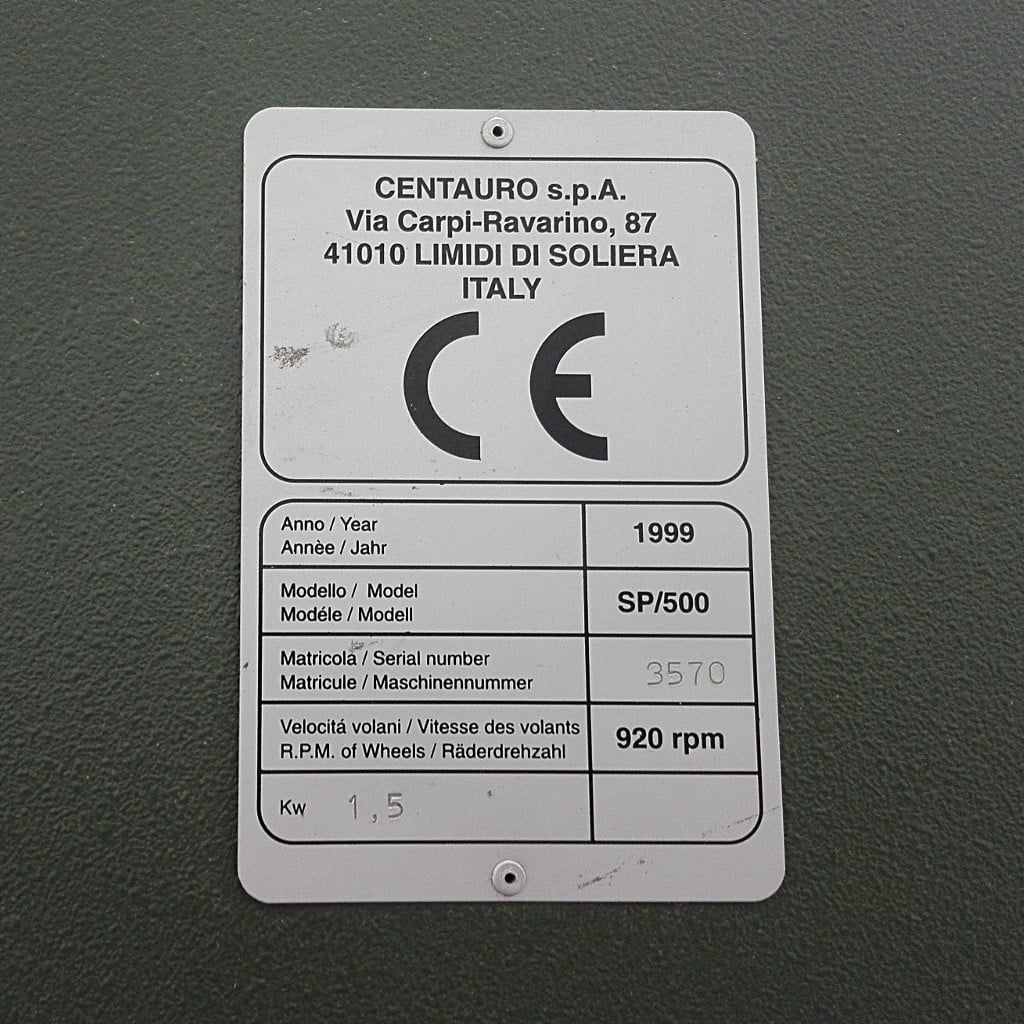 CENTAURO s.p.A.
Via Carpi-Ravarino, 87
41010 LIMIDI DI SOLIERA
ITALY
CE
Anno / Year
Annèe / Jahr
1999
Modello / Model
Modéle / Modell
SP/500
Matricola / Serial number
Matricule / Maschinennummer
3570
Velocitá volani / Vitesse des volants
R.P.M. of Wheels / Räderdrehzahl
920 rpm
Kw 1,5